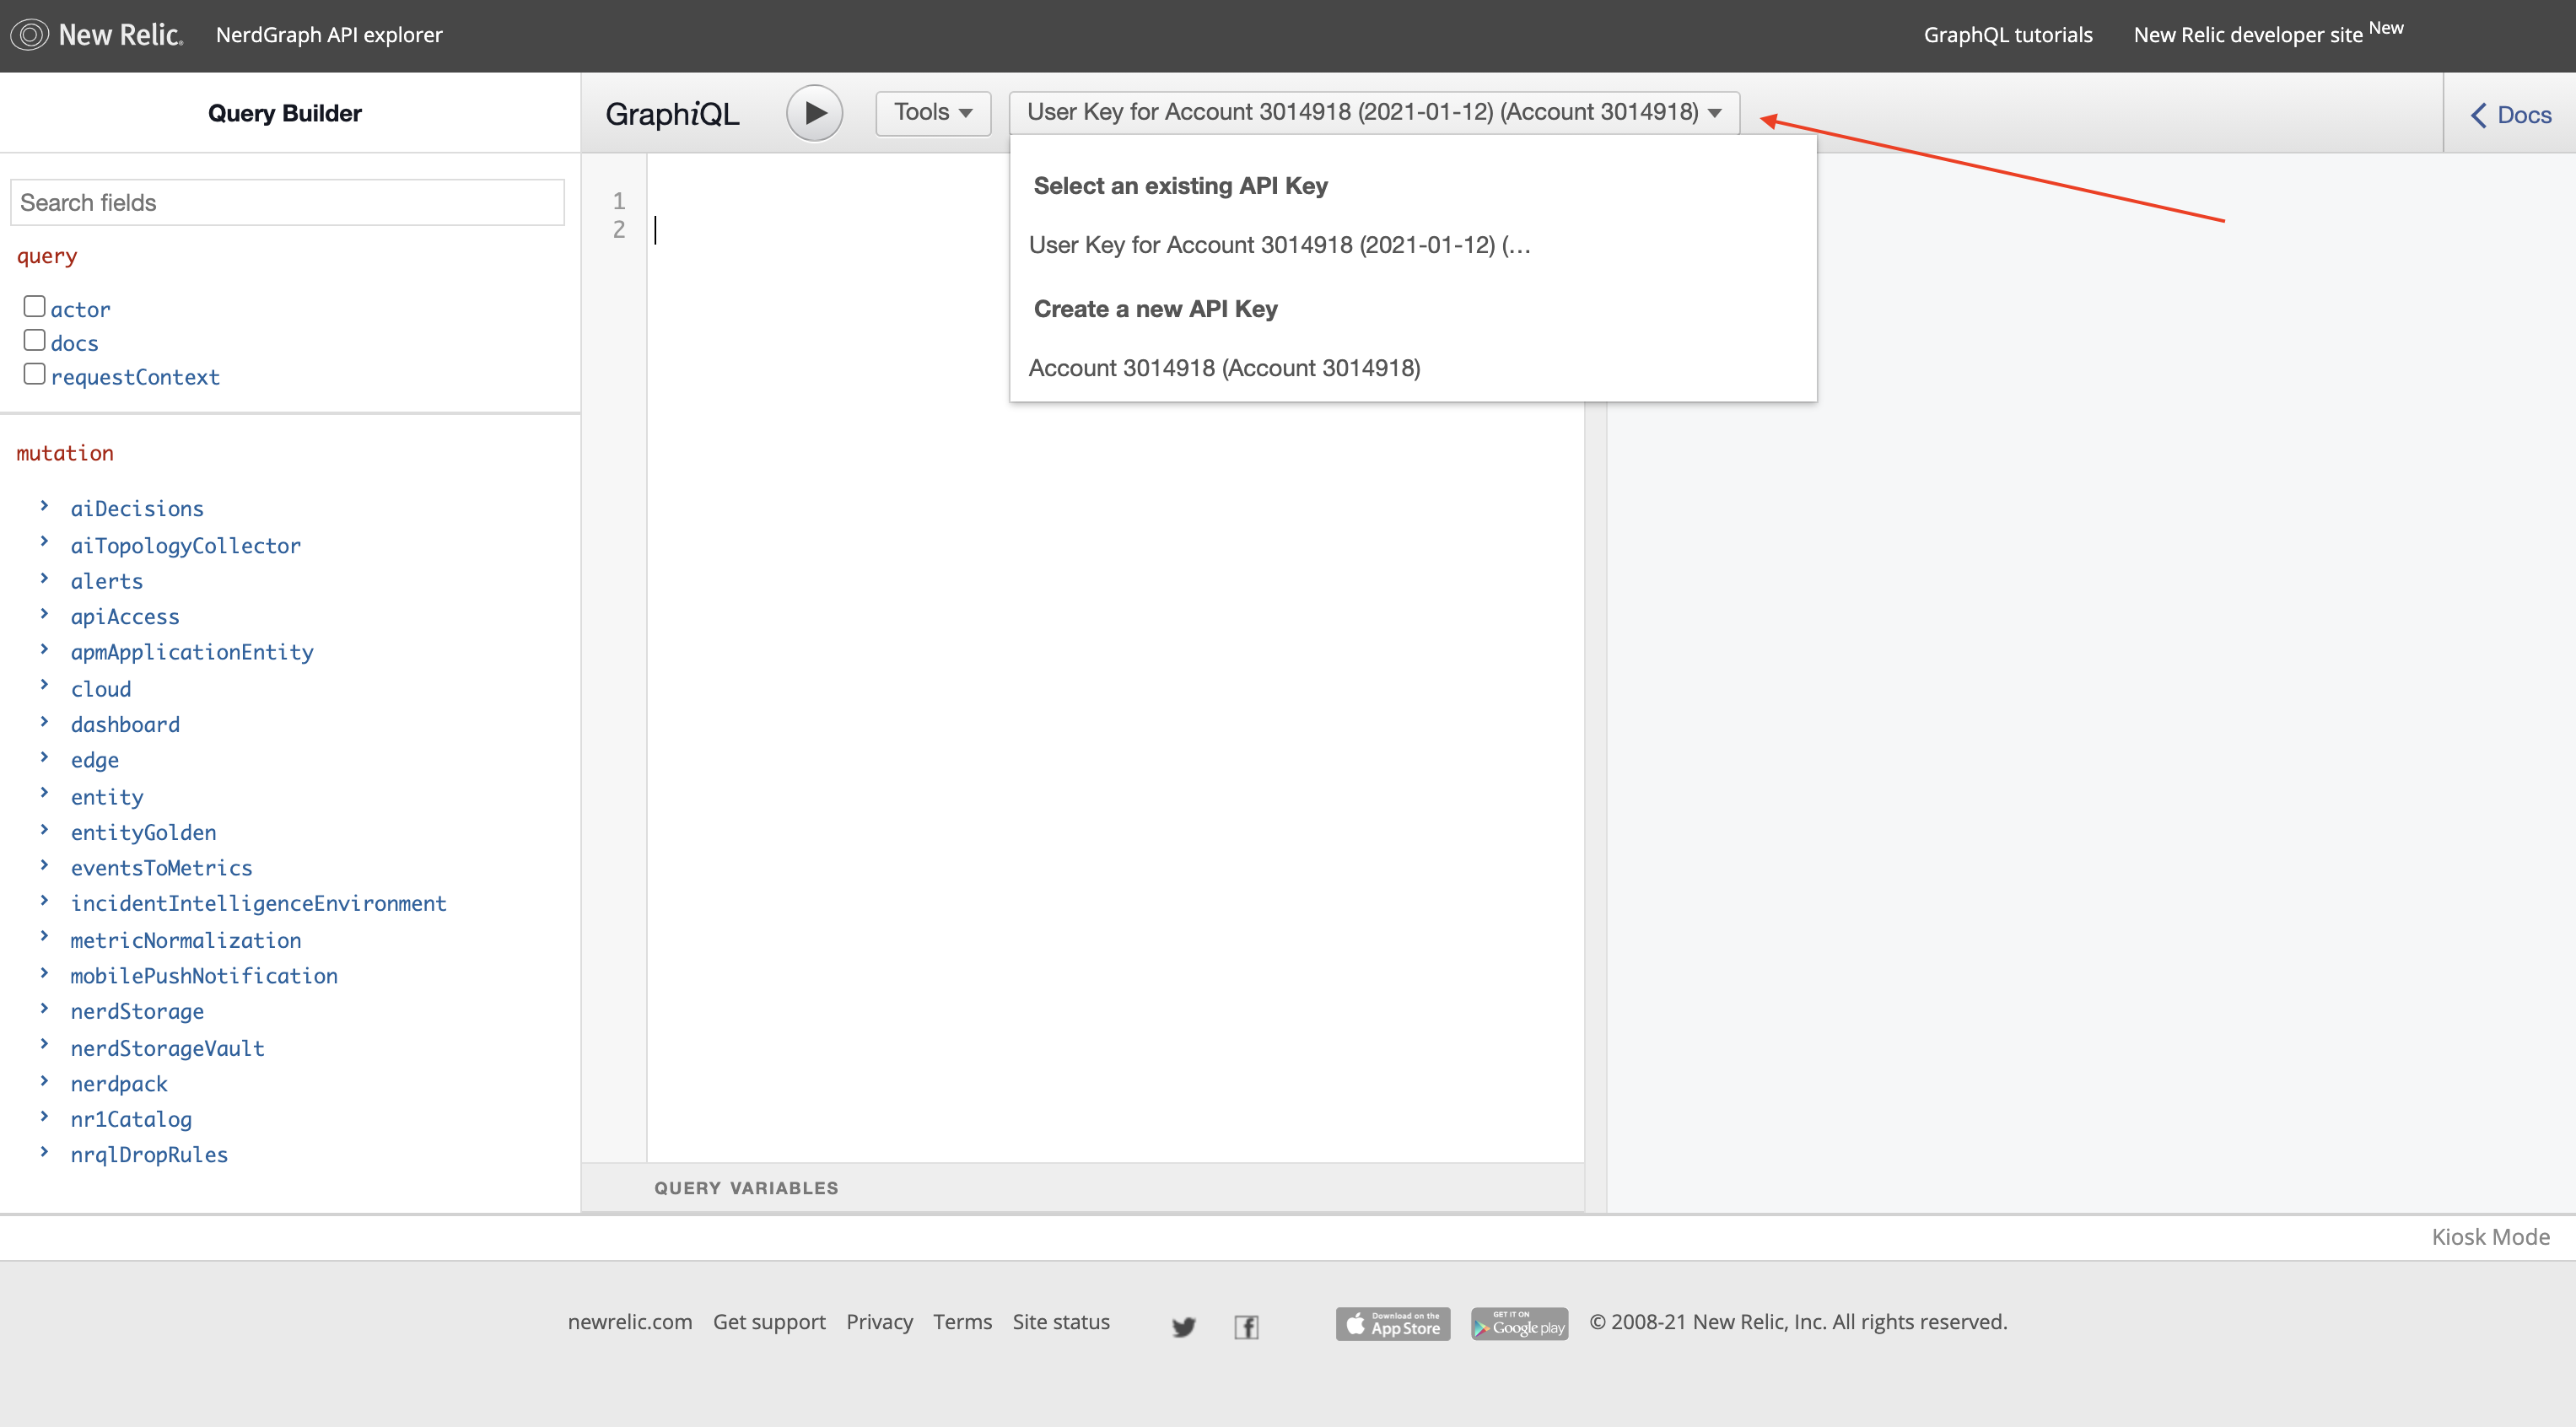 New Relic. NerdGraph API explorer GraphQL tutorials New Relic developer site New
Query Builder
GraphiQL Tools User Key for Account 3014918 (2021-01-12) (Account 3014918) Docs
Search fields
query
actor
docs
requestContext
mutation
aiDecisions
aiTopologyCollector
alerts
apiAccess
apmApplicationEntity
cloud
dashboard
edge
entity
entityGolden
eventsToMetrics
incidentIntelligenceEnvironment
metricNormalization
mobilePushNotification
nerdStorage
nerdStorageVault
nerdpack
nr1Catalog
nrqlDropRules
1
2
Select an existing API Key
User Key for Account 3014918 (2021-01-12) (...
Create a new API Key
Account 3014918 (Account 3014918)
QUERY VARIABLES
Kiosk Mode
newrelic.com Get support Privacy Terms Site status
Download on the
App Store
GET IT ON
Google play
© 2008-21 New Relic, Inc. All rights reserved.